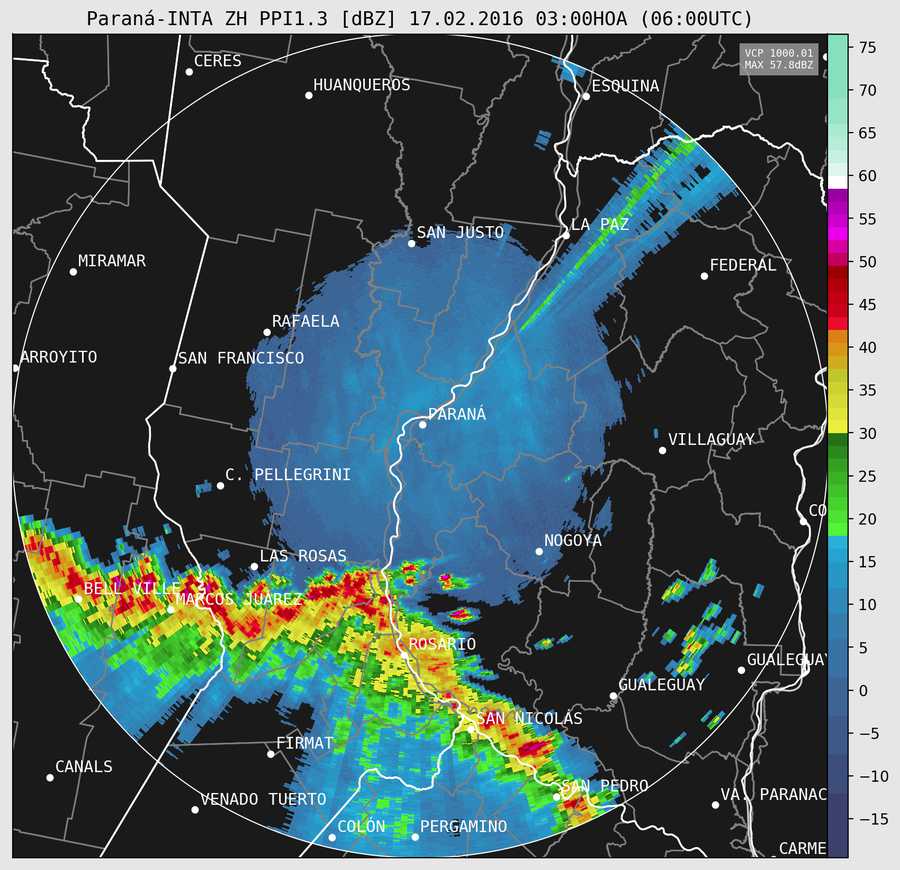 Paraná-INTA ZH PPI1.3 [dBZ] 17.02.2016 03:00HOA (06:00UTC)
VCP 1000.01
MAX 57.8dBZ
CERES
HUANQUEROS
ESQUINA
SAN JUSTO
LA PAZ
MIRAMAR
FEDERAL
RAFAELA
ARROYITO
SAN FRANCISCO
PARANÁ
VILLAGUAY
C. PELLEGRINI
CO
NOGOYA
LAS ROSAS
BELL VILLE
MARCOS JUAREZ
ROSARIO
GUALEGUAY
GUALEGUAY
SAN NICOLÁS
FIRMAT
CANALS
SAN PEDRO
VENADO TUERTO
VA. PARANAC
COLÓN
PERGAMINO
CARME
75
70
65
60
55
50
45
40
35
30
25
20
15
10
5
0
−5
−10
−15